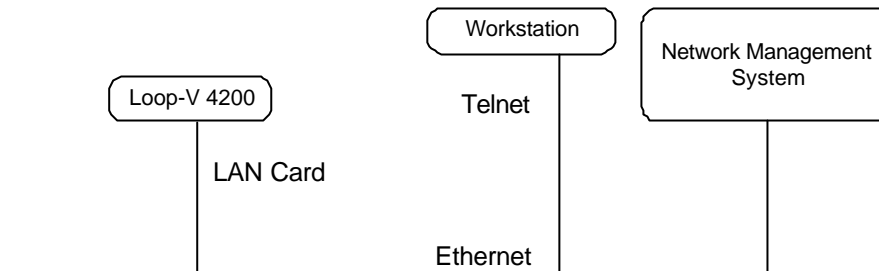 Workstation
Network Management
System
Loop-V 4200
Telnet
LAN Card
Ethernet